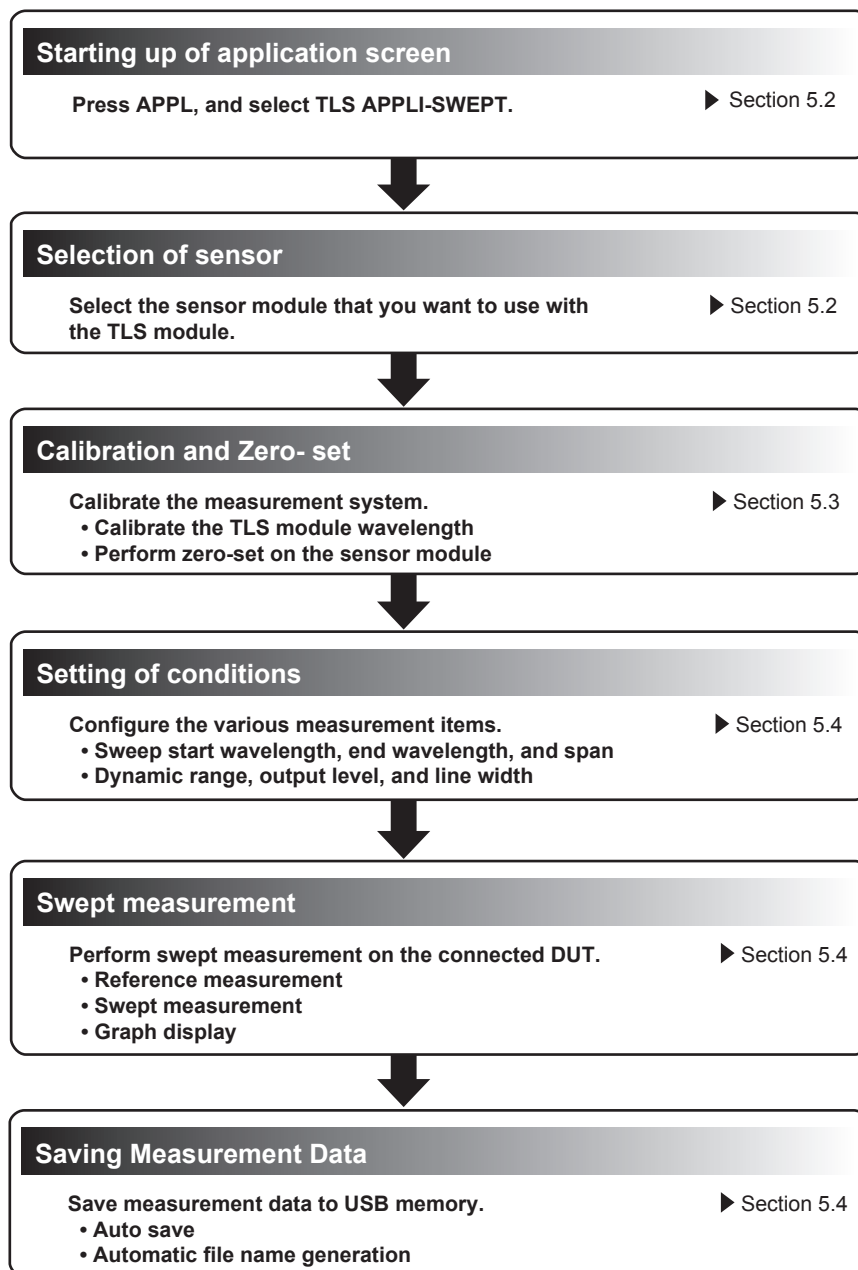 Starting up of application screen
Press APPL, and select TLS APPLI-SWEPT.
▶ Section 5.2
Selection of sensor
Select the sensor module that you want to use with
the TLS module.
▶ Section 5.2
Calibration and Zero- set
Calibrate the measurement system.
▶ Section 5.3
• Calibrate the TLS module wavelength
• Perform zero-set on the sensor module
Setting of conditions
Configure the various measurement items.
▶ Section 5.4
• Sweep start wavelength, end wavelength, and span
• Dynamic range, output level, and line width
Swept measurement
Perform swept measurement on the connected DUT.
▶ Section 5.4
• Reference measurement
• Swept measurement
• Graph display
Saving Measurement Data
Save measurement data to USB memory.
▶ Section 5.4
• Auto save
• Automatic file name generation